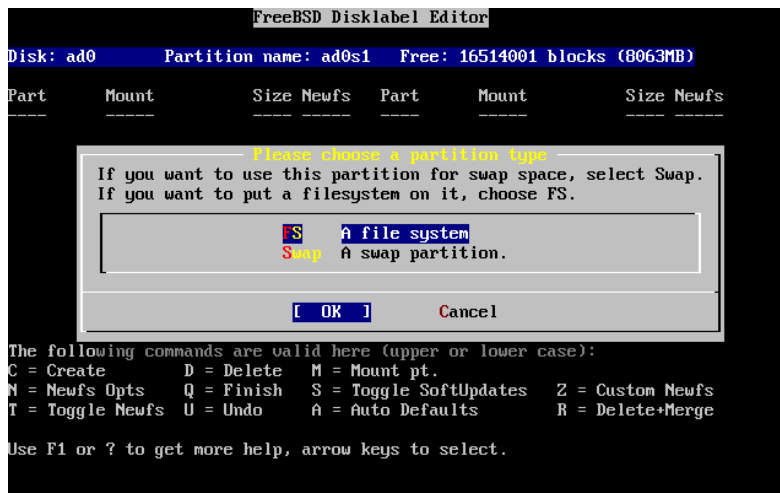 FreeBSD Disklabel Editor
Disk: ad0 Partition name: ad0s1 Free: 16514001 blocks (8063MB)
Part Mount Size Newfs Part Mount Size Newfs
---- ----- ---- ----- ---- ----- ---- -----
Please choose a partition type
If you want to use this partition for swap space, select Swap.
If you want to put a filesystem on it, choose FS.
FS A file system
Swap A swap partition.
[ OK ] Cancel
The following commands are valid here (upper or lower case):
C = Create D = Delete M = Mount pt.
N = Newfs Opts Q = Finish S = Toggle SoftUpdates Z = Custom Newfs
T = Toggle Newfs U = Undo A = Auto Defaults R = Delete+Merge
Use F1 or ? to get more help, arrow keys to select.